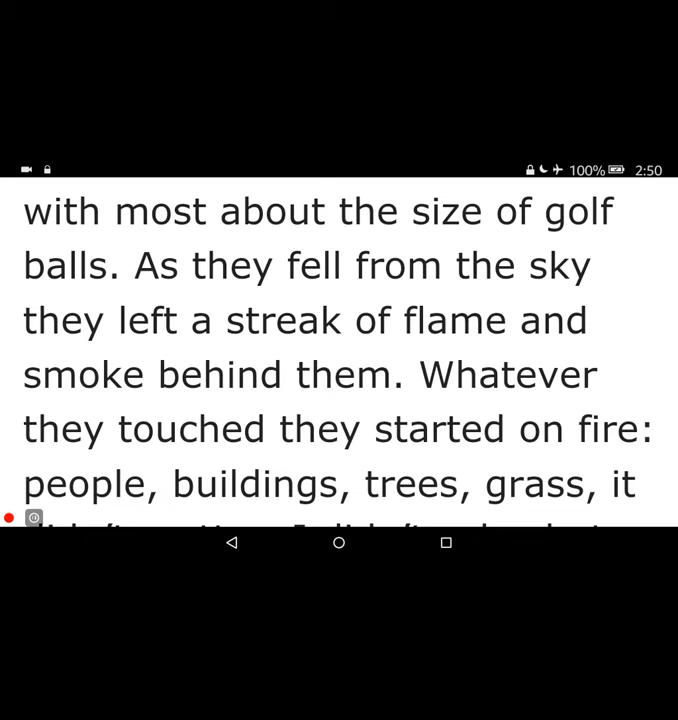 100% 2:50
with most about the size of golf
balls. As they fell from the sky
they left a streak of flame and
smoke behind them. Whatever
they touched they started on fire:
people, buildings, trees, grass, it